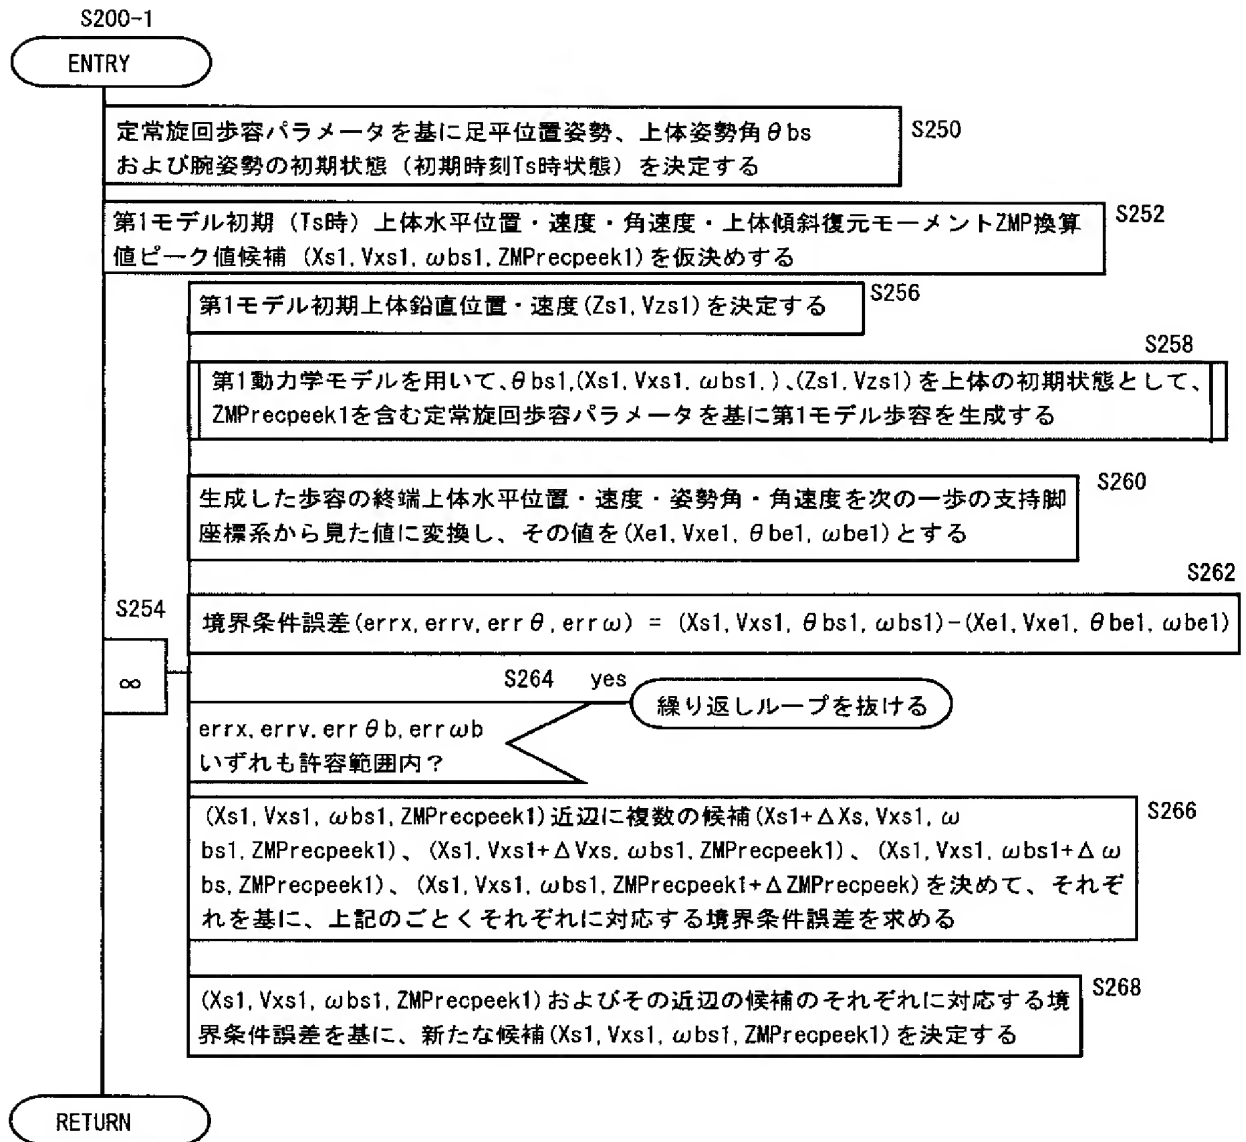 S200-1
ENTRY
定常旋回歩容パラメータを基に足平位置姿勢、上体姿勢角θbs
および腕姿勢の初期状態（初期時刻Ts時状態）を決定する
S250
第1モデル初期（Ts時）上体水平位置・速度・角速度・上体傾斜復元モーメントZMP換算
値ピーク値候補（Xs1, Vxs1, ωbs1, ZMPrecpeek1)を仮決めする
S252
第1モデル初期上体鉛直位置・速度(Zs1, Vzs1)を決定する
S256
S258
第1動力学モデルを用いて、θbs1,(Xs1, Vxs1, ωbs1, )、(Zs1, Vzs1)を上体の初期状態として、
ZMPrecpeek1を含む定常旋回歩容パラメータを基に第1モデル歩容を生成する
生成した歩容の終端上体水平位置・速度・姿勢角・角速度を次の一歩の支持脚
座標系から見た値に変換し、その値を(Xe1, Vxe1, θbe1, ωbe1)とする
S260
S262
S254
境界条件誤差(errx, errv, errθ, errω) = (Xs1, Vxs1, θbs1, ωbs1)-(Xe1, Vxe1, θbe1, ωbe1)
∞
S264 yes
繰り返しループを抜ける
errx, errv, errθb, errωb
いずれも許容範囲内？
(Xs1, Vxs1, ωbs1, ZMPrecpeek1)近辺に複数の候補(Xs1+ΔXs, Vxs1, ω
bs1, ZMPrecpeek1)、(Xs1, Vxs1+ΔVxs, ωbs1, ZMPrecpeek1)、(Xs1, Vxs1, ωbs1+Δω
bs, ZMPrecpeek1)、(Xs1, Vxs1, ωbs1, ZMPrecpeek1+ΔZMPrecpeek)を決めて、それぞ
れを基に、上記のごとくそれぞれに対応する境界条件誤差を求める
S266
(Xs1, Vxs1, ωbs1, ZMPrecpeek1)およびその近辺の候補のそれぞれに対応する境
界条件誤差を基に、新たな候補(Xs1, Vxs1, ωbs1, ZMPrecpeek1)を決定する
S268
RETURN